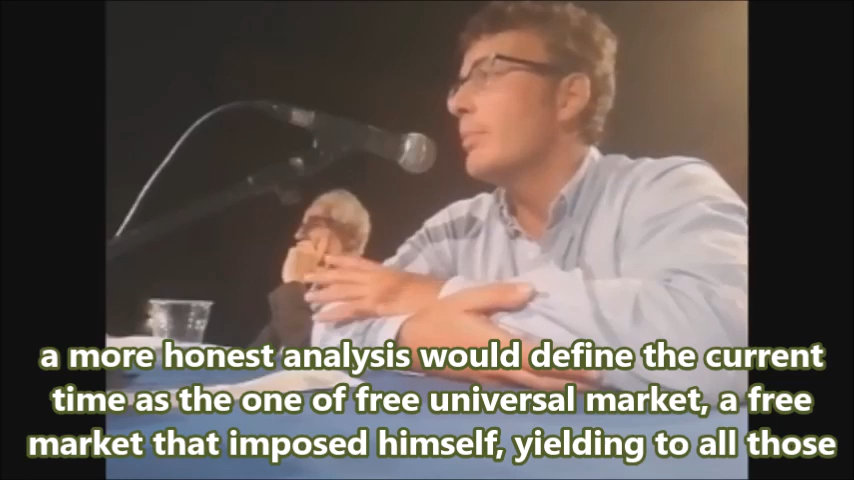 a more honest analysis would define the current
time as the one of free universal market, a free
market that imposed himself, yielding to all those